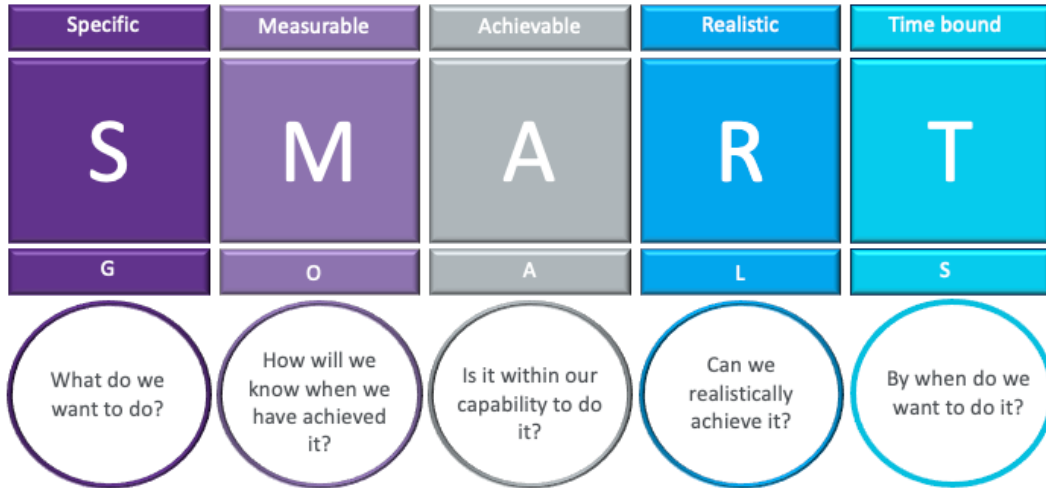 Specific
Measurable
Achievable
Realistic
Time bound
S
M
A
R
T
G
O
A
L
S
What do we
want to do?
How will we
know when we
have achieved
it?
Is it within our
capability to do
it?
Can we
realistically
achieve it?
By when do we
want to do it?